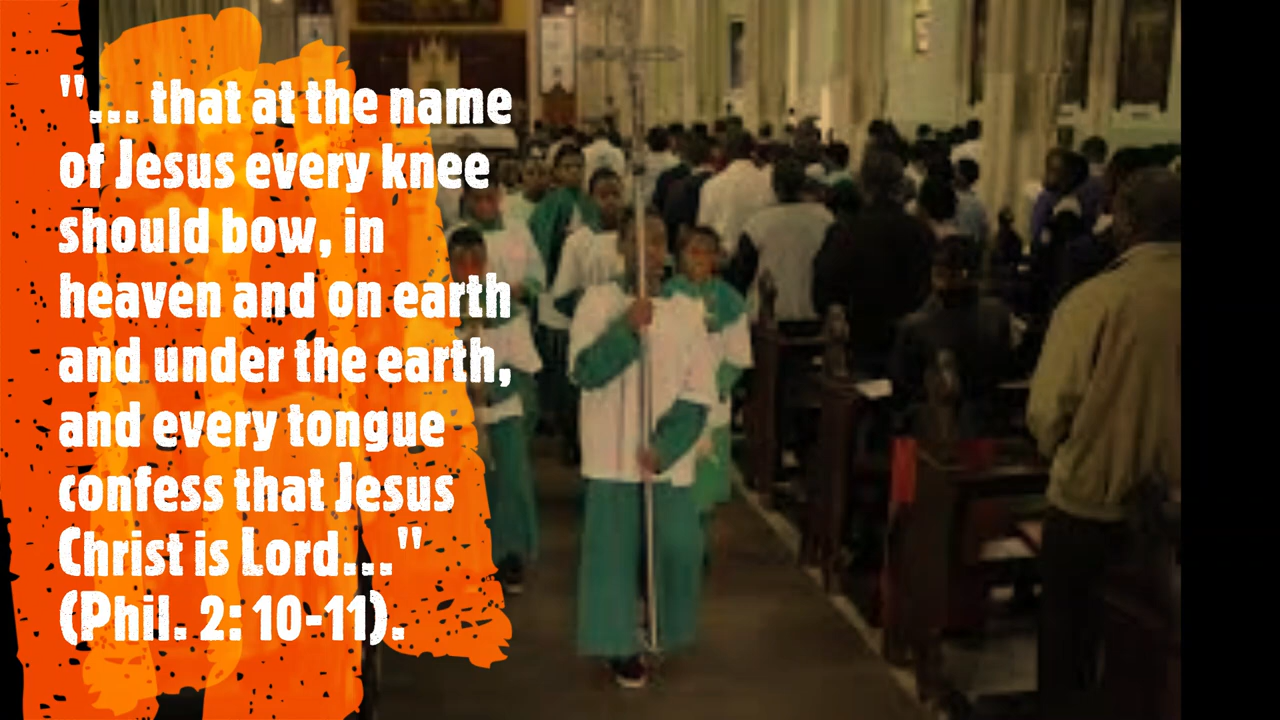 "... that at the name
of Jesus every knee
should bow, in
heaven and on earth
and under the earth,
and every tongue
confess that Jesus
Christ is Lord..."
(Phil. 2: 10-11).